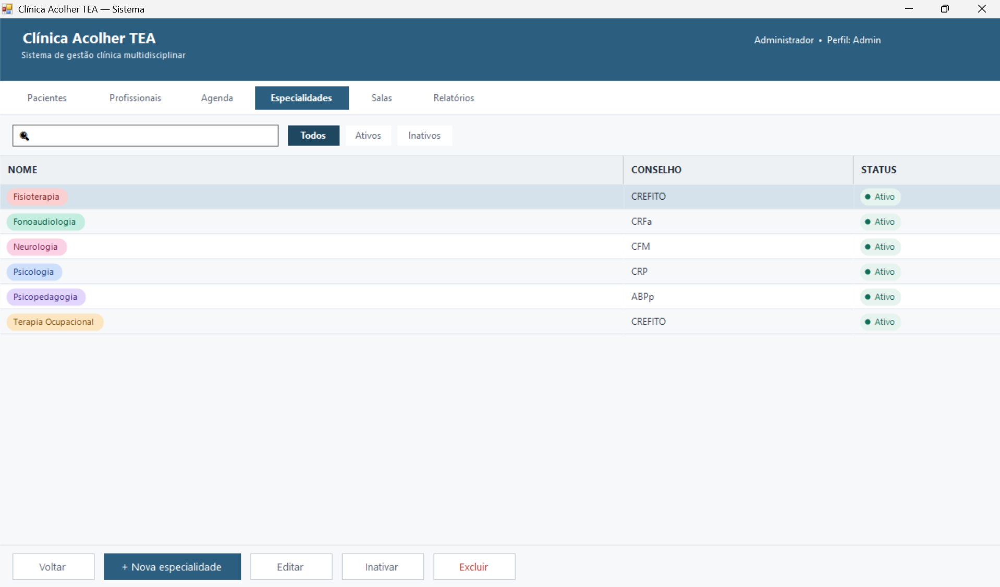 Clínica Acolher TEA — Sistema
Clínica Acolher TEA
Sistema de gestão clínica multidisciplinar
Administrador • Perfil: Admin
Pacientes Profissionais Agenda Especialidades Salas Relatórios
Todos Ativos Inativos
NOME CONSELHO STATUS
Fisioterapia CREFITO Ativo
Fonoaudiologia CRFa Ativo
Neurologia CFM Ativo
Psicologia CRP Ativo
Psicopedagogia ABPp Ativo
Terapia Ocupacional CREFITO Ativo
Voltar + Nova especialidade Editar Inativar Excluir